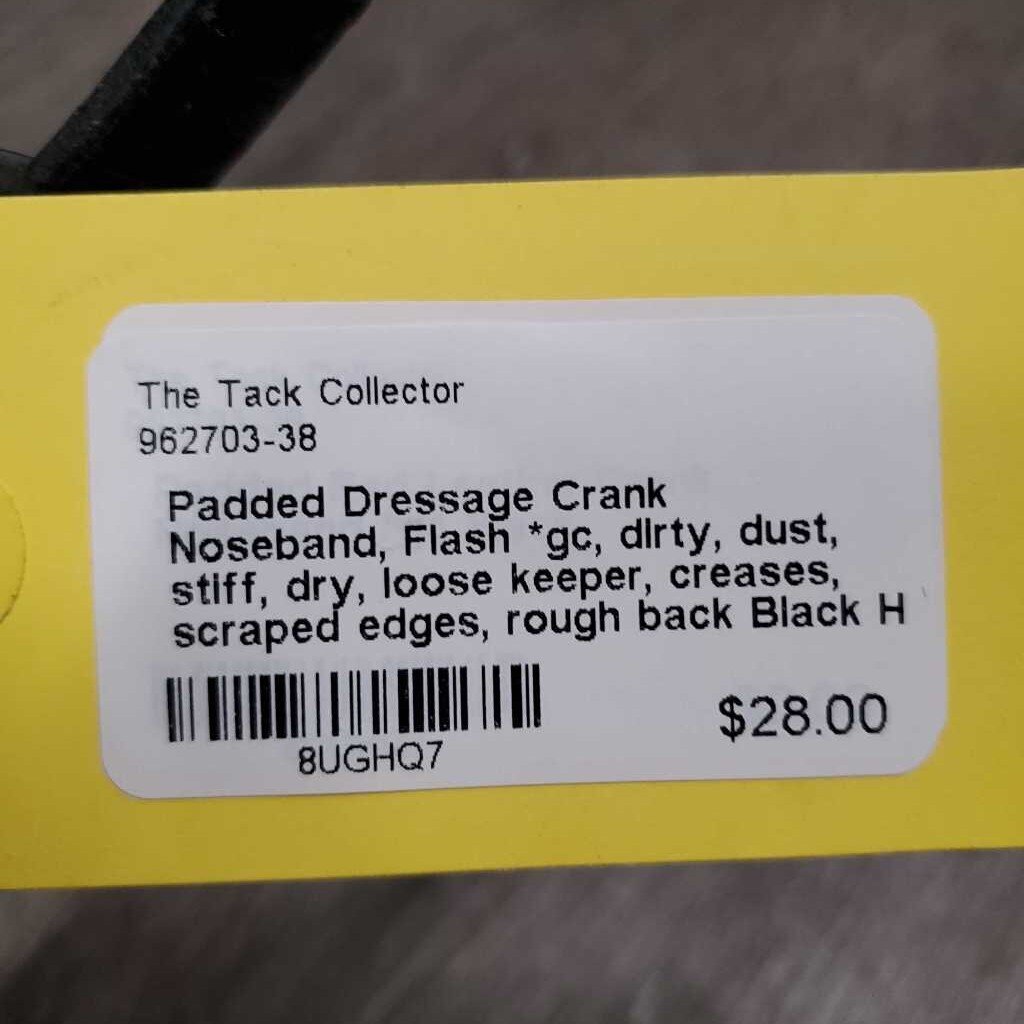 The Tack Collector
962703-38
Padded Dressage Crank
Noseband, Flash *gc, dirty, dust,
stiff, dry, loose keeper, creases,
scraped edges, rough back Black H
8UGHQ7
$28.00